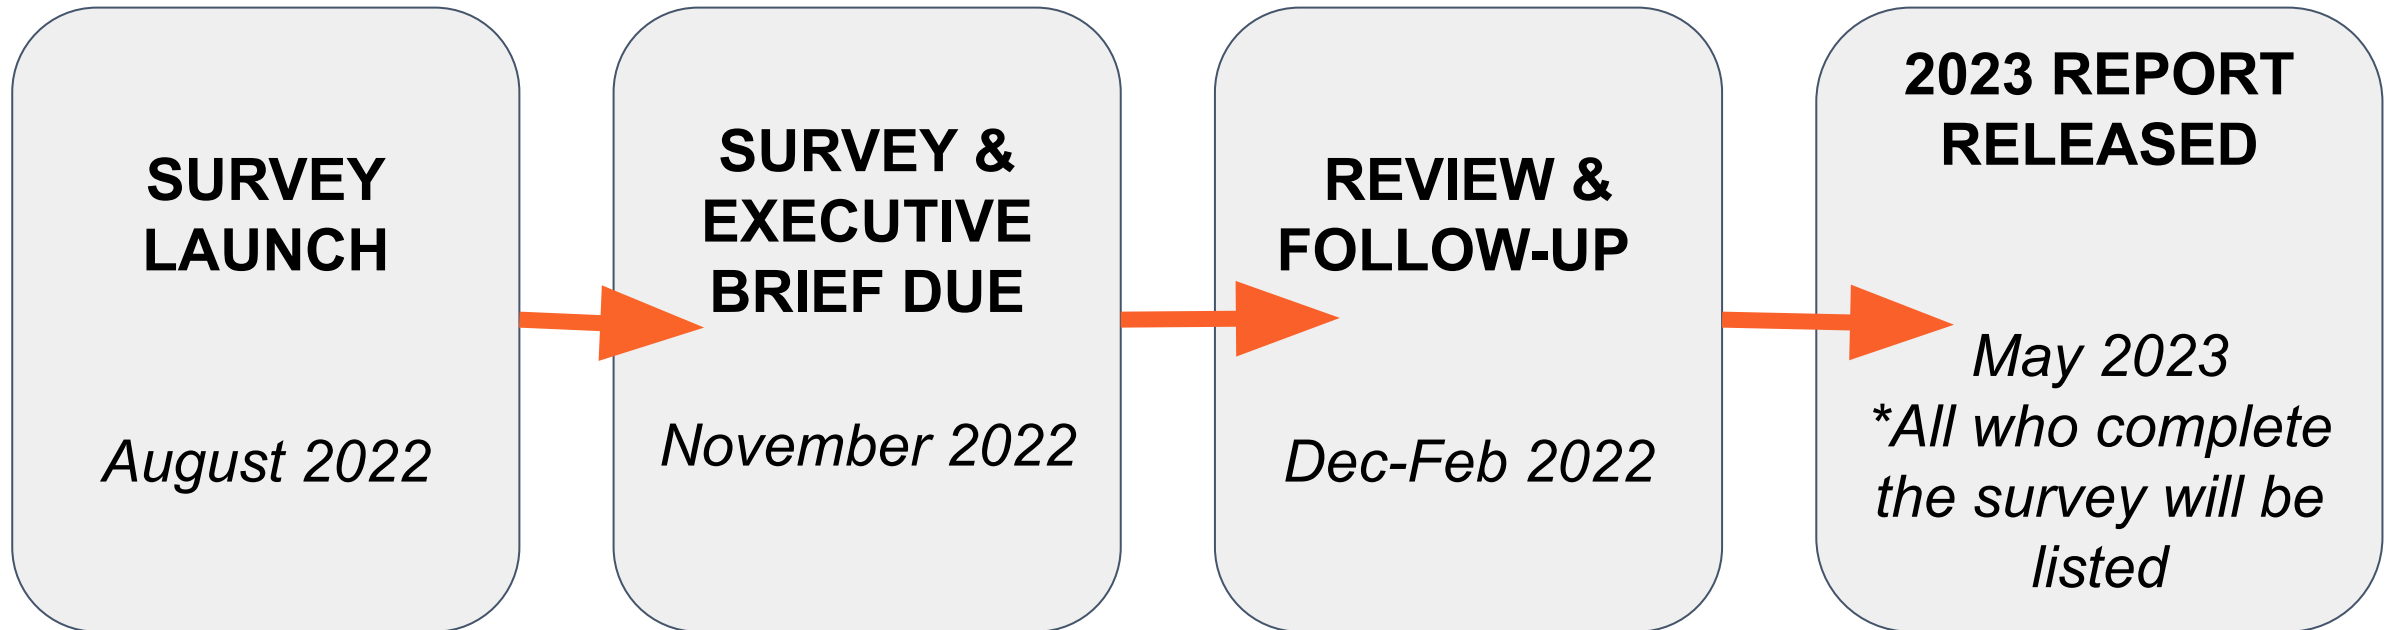 SURVEY
LAUNCH
August 2022
SURVEY &
EXECUTIVE
BRIEF DUE
November 2022
REVIEW &
FOLLOW-UP
Dec-Feb 2022
2023 REPORT
RELEASED
May 2023
*All who complete
the survey will be
listed